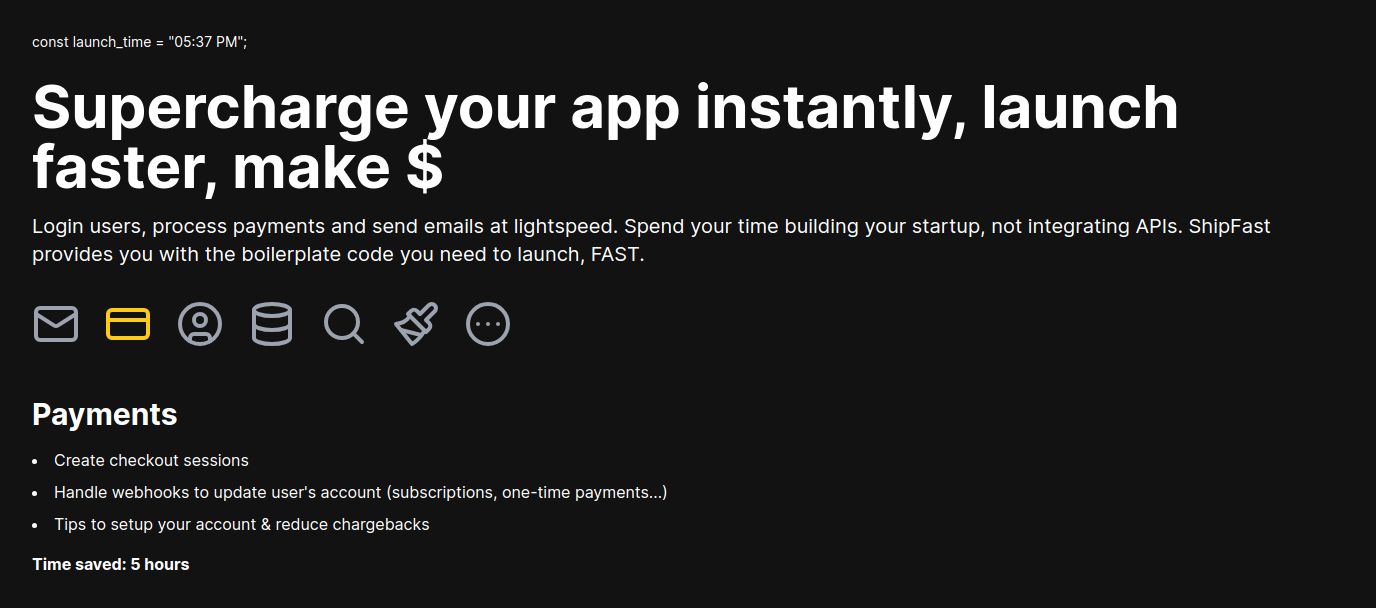 const launch_time = "05:37 PM";
Supercharge your app instantly, launch
faster, make $
Login users, process payments and send emails at lightspeed. Spend your time building your startup, not integrating APIs. ShipFast
provides you with the boilerplate code you need to launch, FAST.
Payments
• Create checkout sessions
• Handle webhooks to update user's account (subscriptions, one-time payments...)
• Tips to setup your account & reduce chargebacks
Time saved: 5 hours